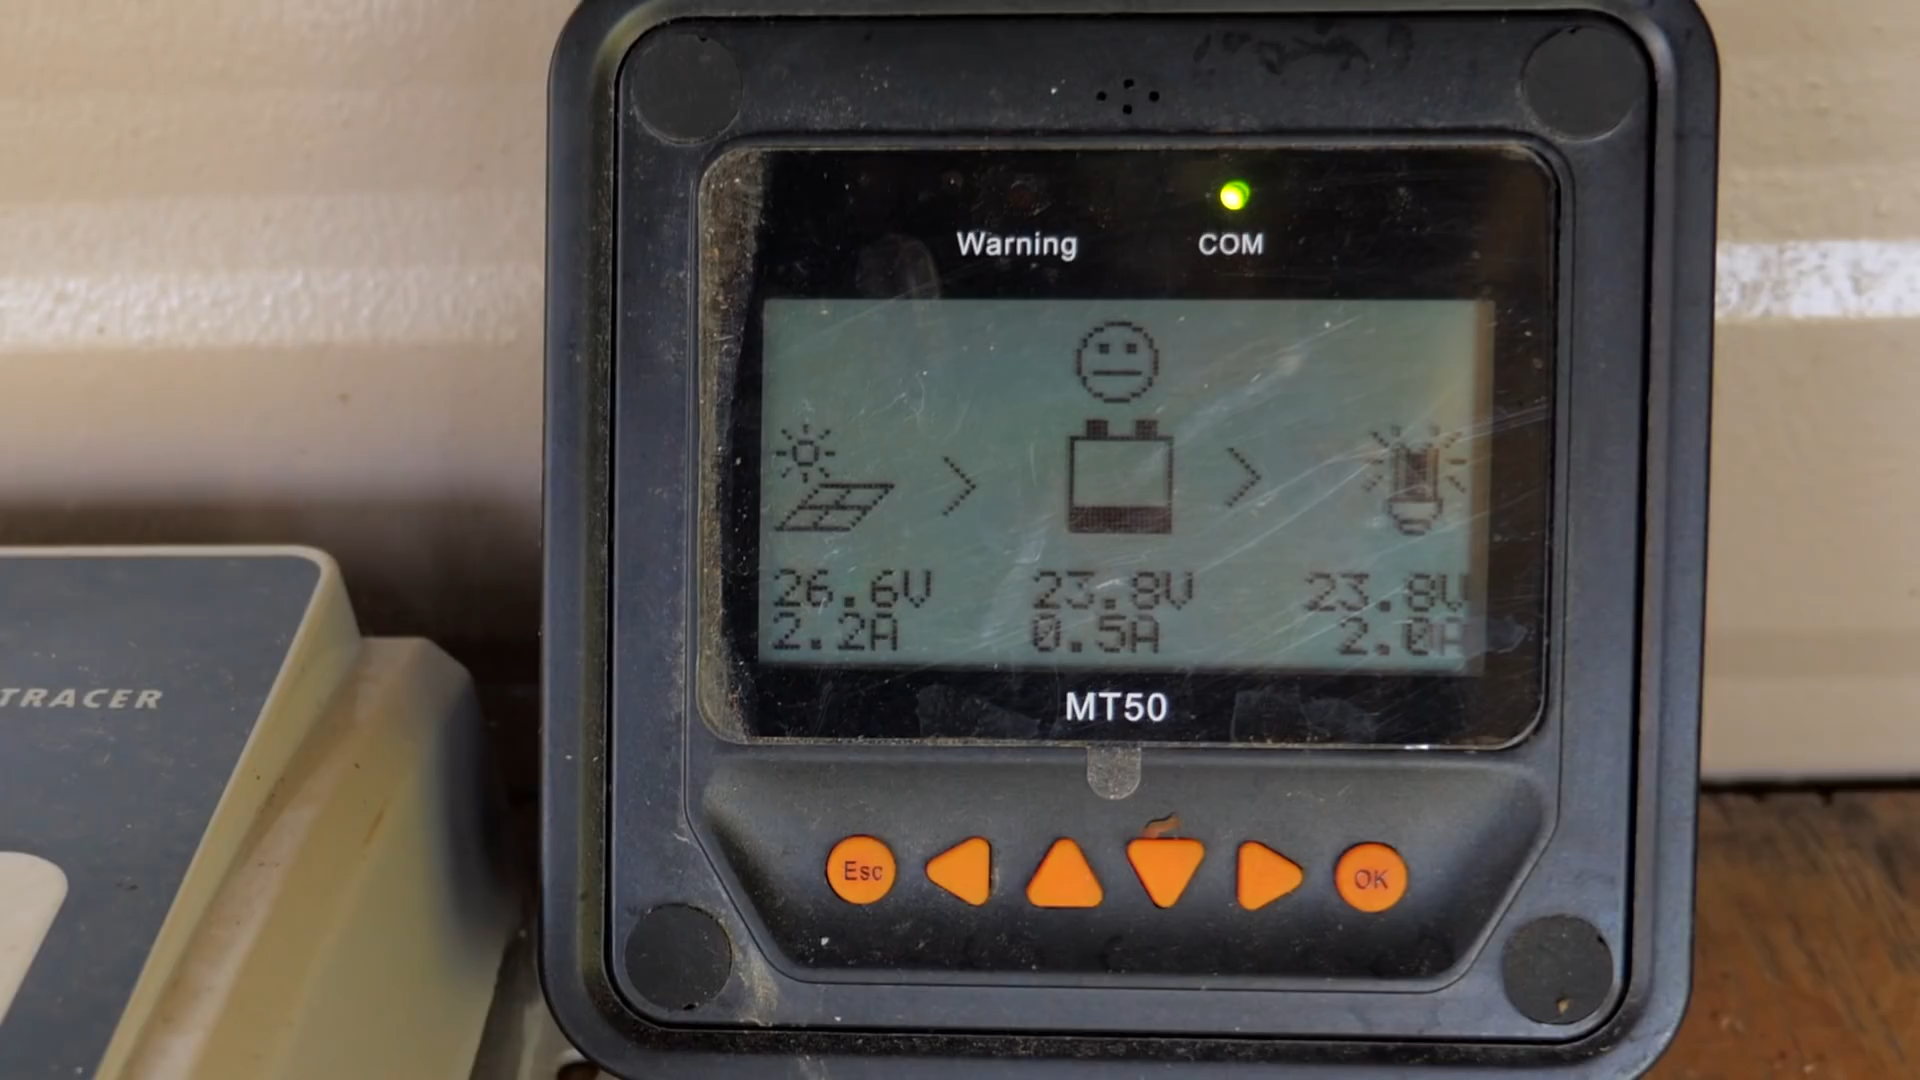 Warning COM
26.6V 23.8V 23.8V
2.2A 0.5A 2.0A
MT50
TRACER
Esc OK